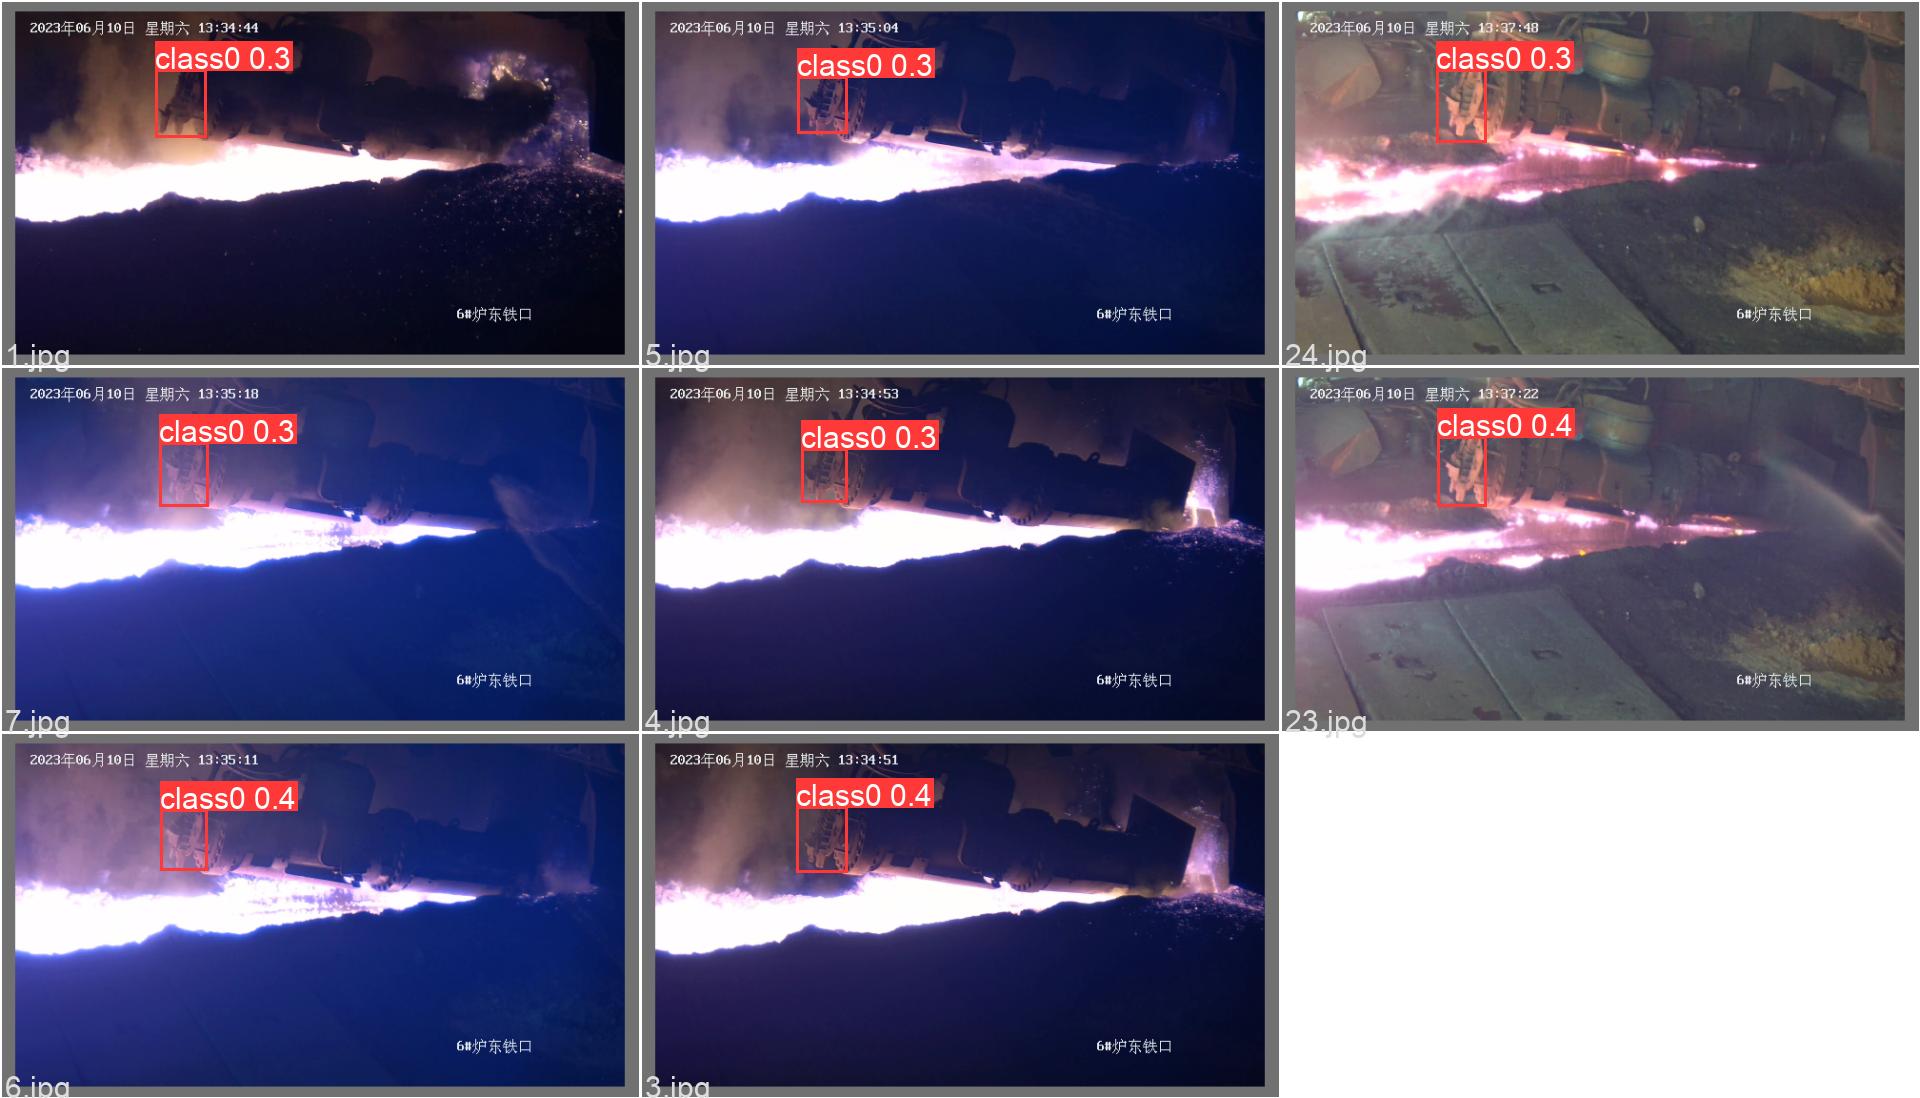 2023年06月10日 星期六 13:34:44
class0 0.3
6#炉东铁口
1.jpg
2023年06月10日 星期六 13:35:04
class0 0.3
6#炉东铁口
5.jpg
2023年06月10日 星期六 13:37:48
class0 0.3
6#炉东铁口
24.jpg
2023年06月10日 星期六 13:35:18
class0 0.3
6#炉东铁口
7.jpg
2023年06月10日 星期六 13:34:53
class0 0.3
6#炉东铁口
4.jpg
2023年06月10日 星期六 13:37:22
class0 0.4
6#炉东铁口
23.jpg
2023年06月10日 星期六 13:35:11
class0 0.4
6#炉东铁口
6.jpg
2023年06月10日 星期六 13:34:51
class0 0.4
6#炉东铁口
3.jpg